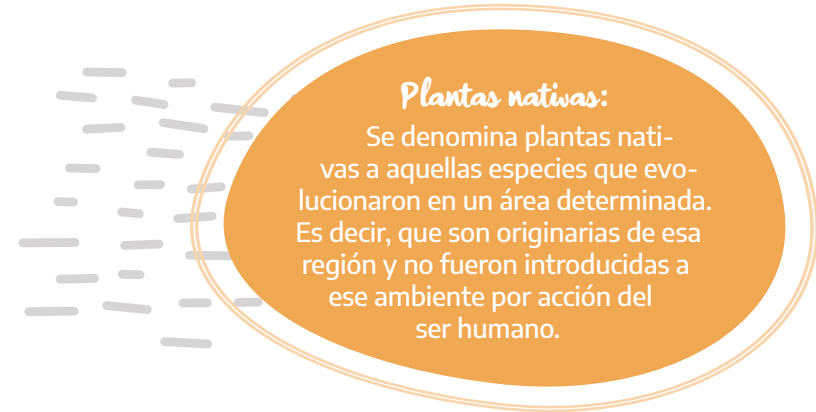 Plantas nativas:
Se denomina plantas nati-
vas a aquellas especies que evo-
lucionaron en un área determinada.
Es decir, que son originarias de esa
región y no fueron introducidas a
ese ambiente por acción del
ser humano.